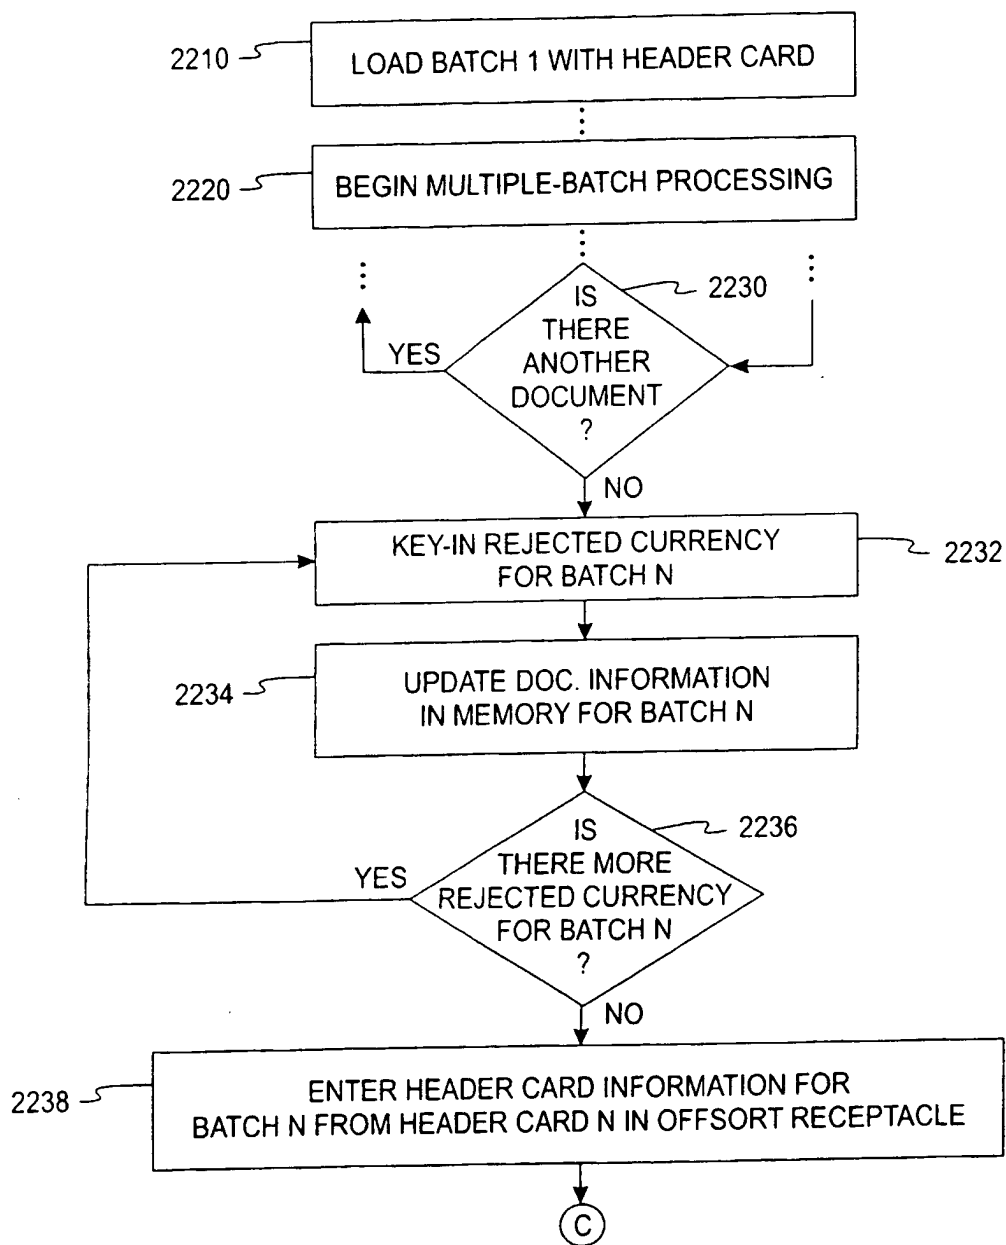 2210
LOAD BATCH 1 WITH HEADER CARD
2220
BEGIN MULTIPLE-BATCH PROCESSING
2230
IS
THERE
ANOTHER
DOCUMENT
?
YES
NO
KEY-IN REJECTED CURRENCY
FOR BATCH N
2232
2234
UPDATE DOC. INFORMATION
IN MEMORY FOR BATCH N
2236
IS
THERE MORE
REJECTED CURRENCY
FOR BATCH N
?
YES
NO
2238
ENTER HEADER CARD INFORMATION FOR
BATCH N FROM HEADER CARD N IN OFFSORT RECEPTACLE
C